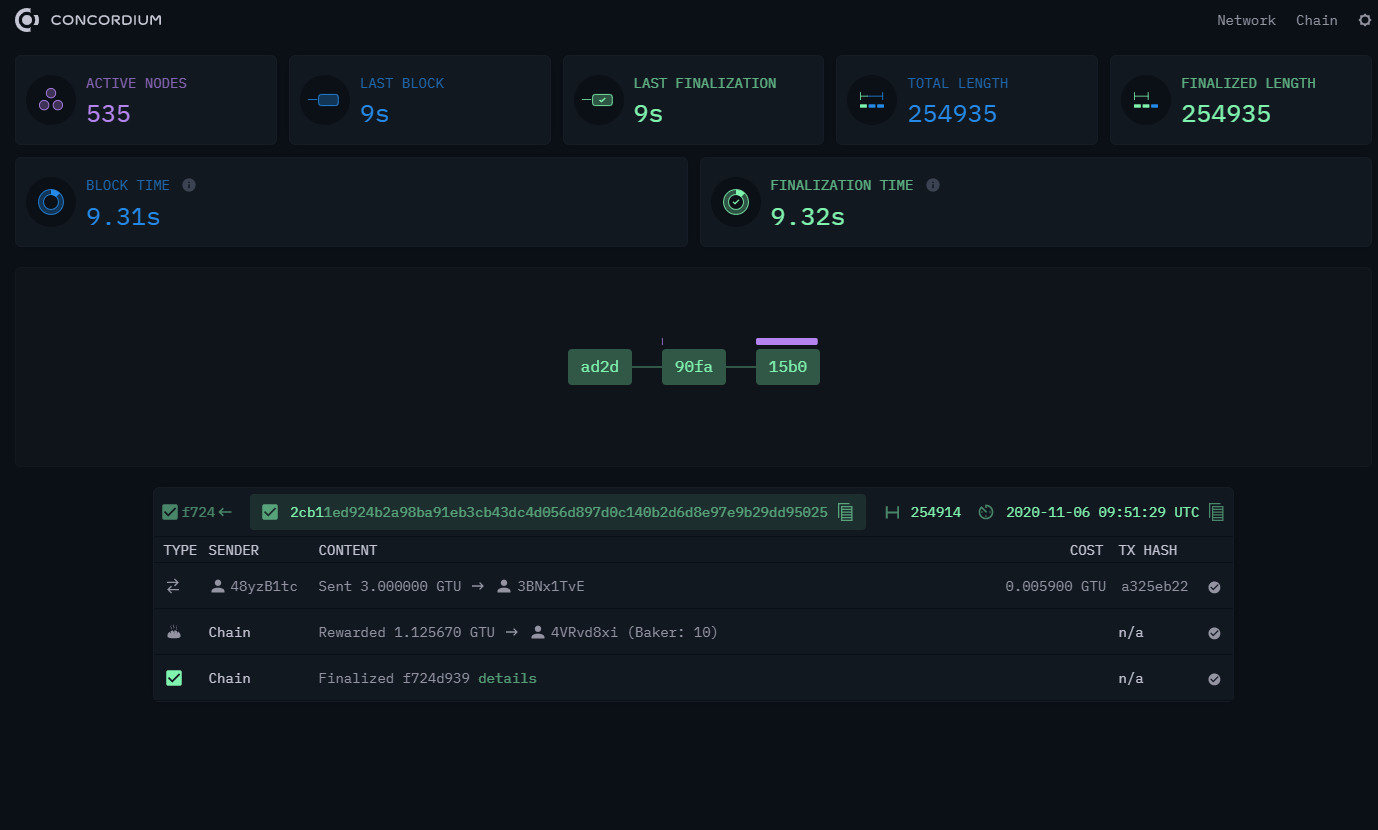 CONCORDIUM Network Chain
ACTIVE NODES LAST BLOCK LAST FINALIZATION TOTAL LENGTH FINALIZED LENGTH
535 9s 9s 254935 254935
BLOCK TIME FINALIZATION TIME
9.31s 9.32s
ad2d 90fa 15b0
f724 ← 2cb11ed924b2a98ba91eb3cb43dc4d056d897d0c140b2d6d8e97e9b29dd95025 254914 2020-11-06 09:51:29 UTC
TYPE SENDER CONTENT COST TX HASH
48yzB1tc Sent 3.000000 GTU → 3BNx1TvE 0.005900 GTU a325eb22
Chain Rewarded 1.125670 GTU → 4VRvd8xi (Baker: 10) n/a
Chain Finalized f724d939 details n/a